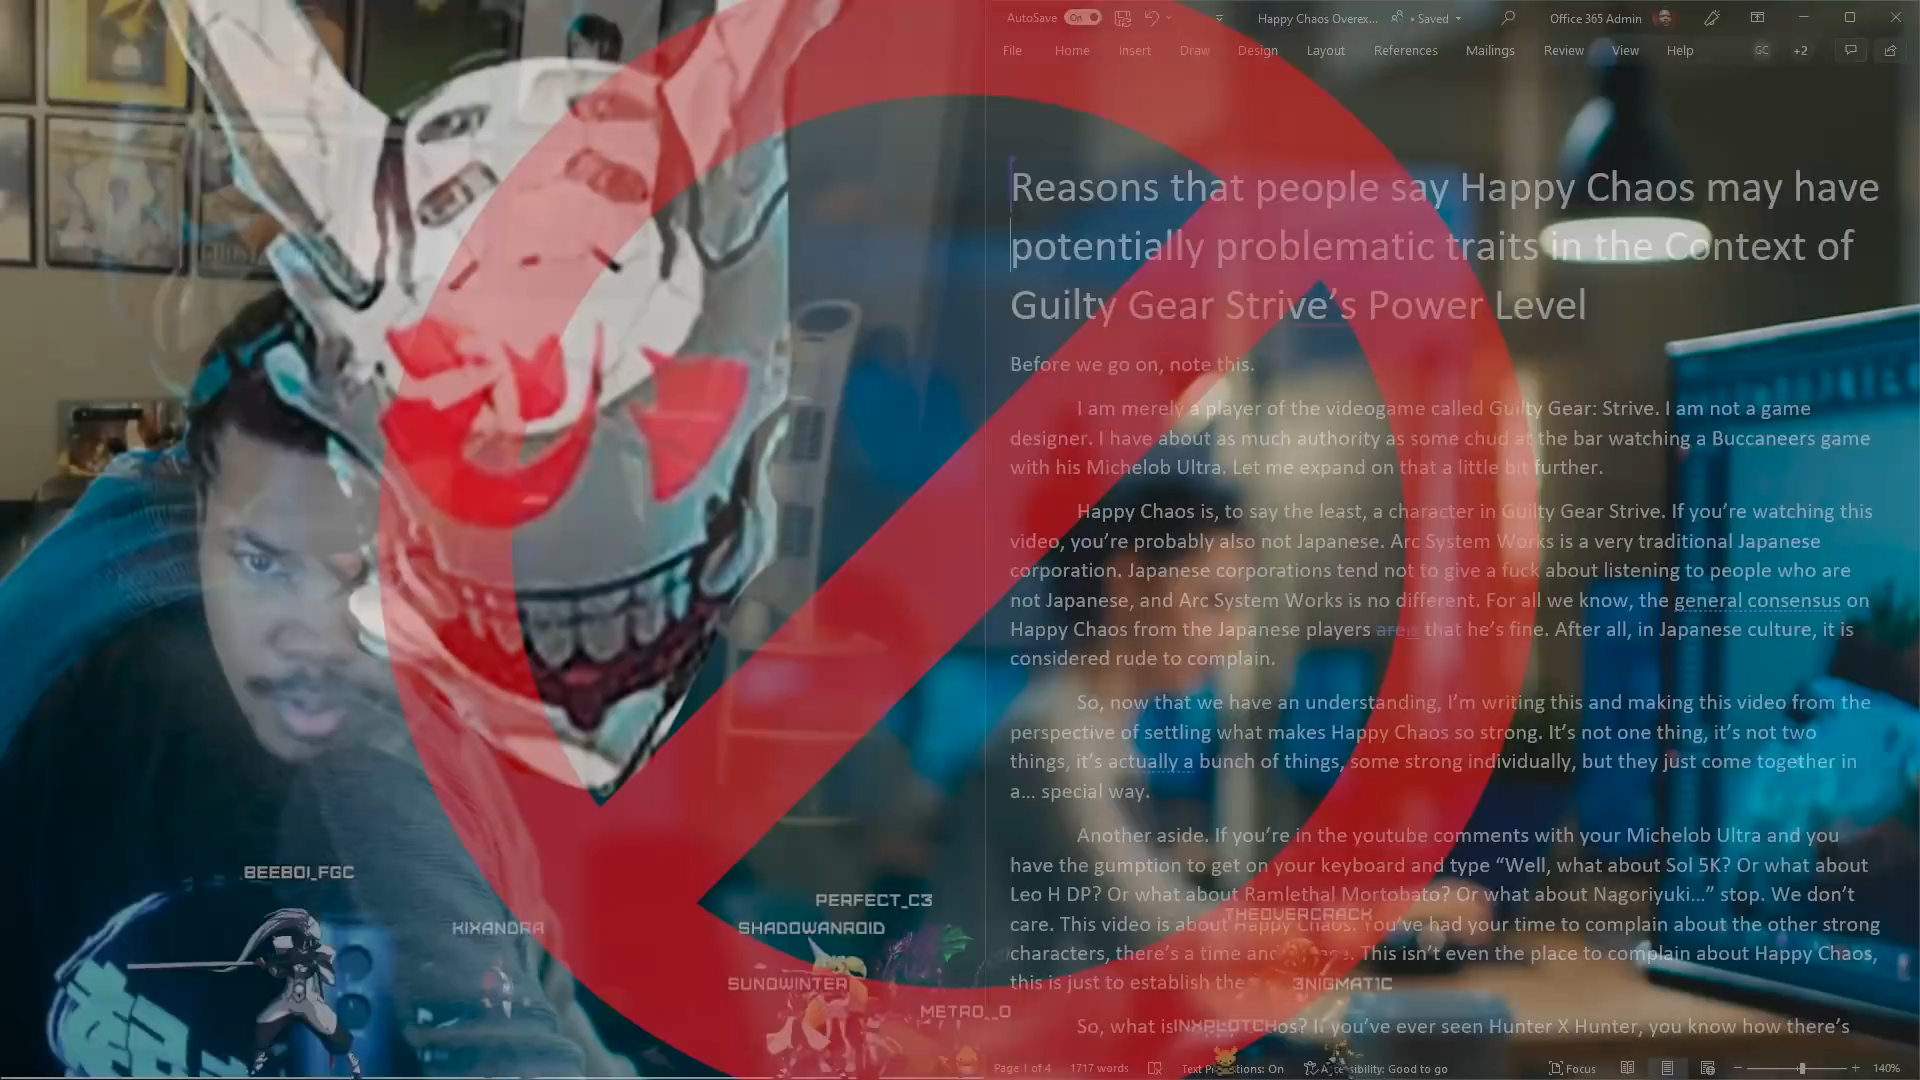 AutoSave On Happy Chaos Overex... • Saved Office 365 Admin
File Home Insert Draw Design Layout References Mailings Review View Help GC +2
Reasons that people say Happy Chaos may have
potentially problematic traits in the Context of
Guilty Gear Strive’s Power Level
Before we go on, note this.
I am merely a player of the videogame called Guilty Gear: Strive. I am not a game
designer. I have about as much authority as some chud at the bar watching a Buccaneers game
with his Michelob Ultra. Let me expand on that a little bit further.
Happy Chaos is, to say the least, a character in Guilty Gear Strive. If you’re watching this
video, you’re probably also not Japanese. Arc System Works is a very traditional Japanese
corporation. Japanese corporations tend not to give a fuck about listening to people who are
not Japanese, and Arc System Works is no different. For all we know, the general consensus on
Happy Chaos from the Japanese players are is that he’s fine. After all, in Japanese culture, it is
considered rude to complain.
So, now that we have an understanding, I’m writing this and making this video from the
perspective of settling what makes Happy Chaos so strong. It’s not one thing, it’s not two
things, it’s actually a bunch of things, some strong individually, but they just come together in
a… special way.
Another aside. If you’re in the youtube comments with your Michelob Ultra and you
have the gumption to get on your keyboard and type “Well, what about Sol 5K? Or what about
Leo H DP? Or what about Ramlethal Mortobato? Or what about Nagoriyuki…” stop. We don’t
care. This video is about Happy Chaos. You’ve had your time to complain about the other strong
characters, there’s a time and. This isn’t even the place to complain about Happy Chaos,
this is just to establish the
So, what is if you’ve ever seen Hunter X Hunter, you know how there’s
BEEBOI_FGC
KIXANDRA
PERFECT_C3
SHADOWANROID
SUNDWINTER
METRO__O
THEOVERCRACK
3NIGMAT1C
INXPLOTCH
Page 1 of 4 1717 words Text Predictions: On Accessibility: Good to go Focus 140%